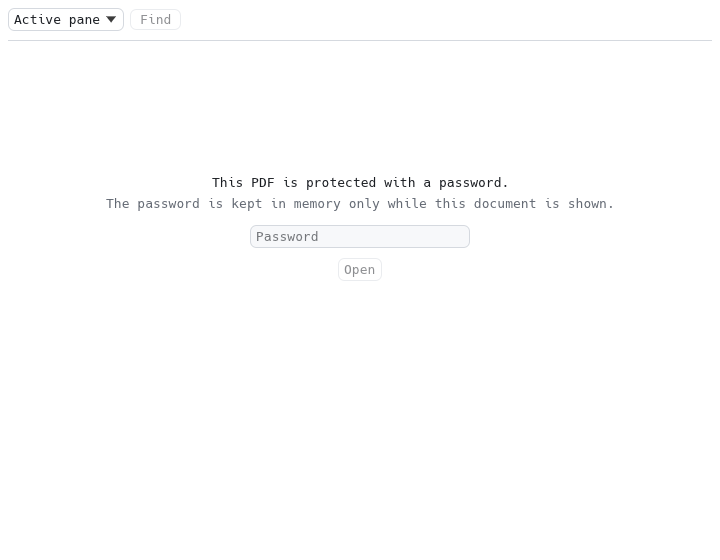 Active pane Find
This PDF is protected with a password.
The password is kept in memory only while this document is shown.
Password
Open